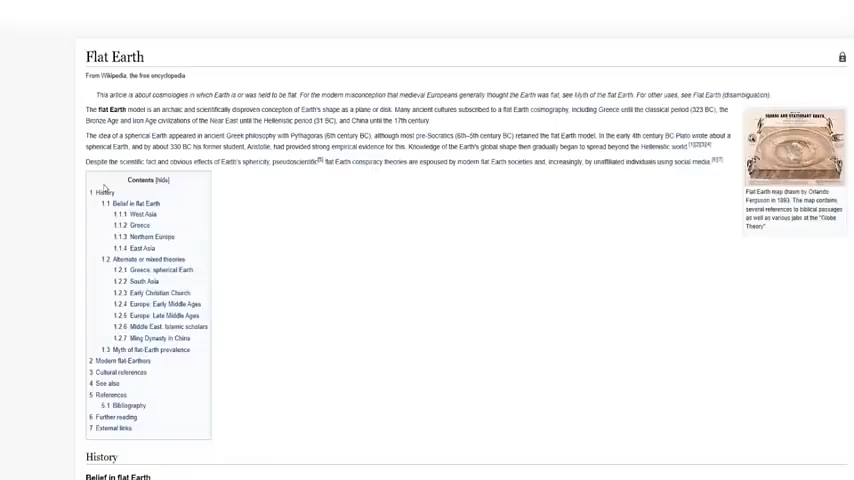 Flat Earth
From Wikipedia, the free encyclopedia
This article is about cosmologies in which Earth is or was held to be flat. For the modern misconception that medieval Europeans generally thought the Earth was flat, see Myth of the flat Earth. For other uses, see Flat Earth (disambiguation).
The flat Earth model is an archaic and scientifically disproven conception of Earth's shape as a plane or disk. Many ancient cultures subscribed to a flat Earth cosmography, including Greece until the classical period (323 BC), the
Bronze Age and Iron Age civilizations of the Near East until the Hellenistic period (31 BC), and China until the 17th century.
The idea of a spherical Earth appeared in ancient Greek philosophy with Pythagoras (6th century BC), although most pre-Socratics (6th–5th century BC) retained the flat Earth model. In the early 4th century BC Plato wrote about a
spherical Earth, and by about 330 BC his former student, Aristotle, had provided strong empirical evidence for this. Knowledge of the Earth's global shape then gradually began to spread beyond the Hellenistic world.[1][2][3][4]
Despite the scientific fact and obvious effects of Earth's sphericity, pseudoscientific[5] flat Earth conspiracy theories are espoused by modern flat Earth societies and, increasingly, by unaffiliated individuals using social media.[6][7]
SQUARE AND STATIONARY EARTH.
Flat Earth map drawn by Orlando
Ferguson in 1893. The map contains
several references to biblical passages
as well as various jabs at the "Globe
Theory".
Contents [hide]
1 History
1.1 Belief in flat Earth
1.1.1 West Asia
1.1.2 Greece
1.1.3 Northern Europe
1.1.4 East Asia
1.2 Alternate or mixed theories
1.2.1 Greece: spherical Earth
1.2.2 South Asia
1.2.3 Early Christian Church
1.2.4 Europe: Early Middle Ages
1.2.5 Europe: Late Middle Ages
1.2.6 Middle East: Islamic scholars
1.2.7 Ming Dynasty in China
1.3 Myth of flat-Earth prevalence
2 Modern flat-Earthers
3 Cultural references
4 See also
5 References
5.1 Bibliography
6 Further reading
7 External links
History
Belief in flat Earth